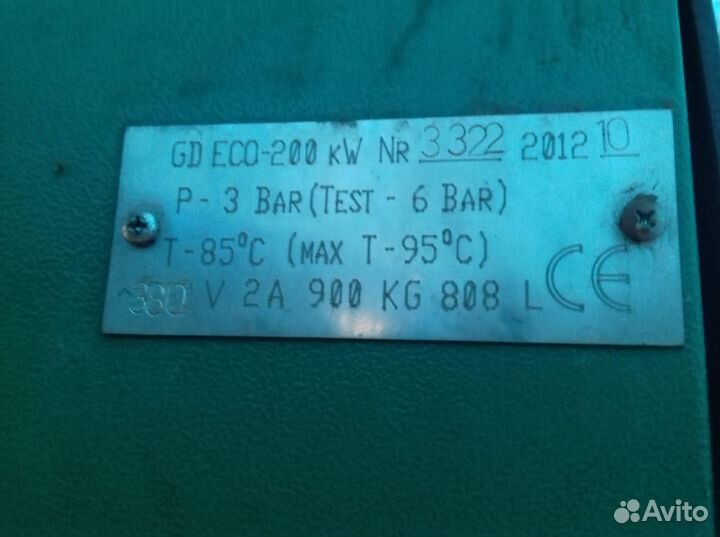 GD ECO-200 KW NR 3322 2012 10
P - 3 BAR (TEST - 6 BAR)
T-85°C (MAX T-95°C)
~380 V 2A 900 KG 808 L CE
Avito